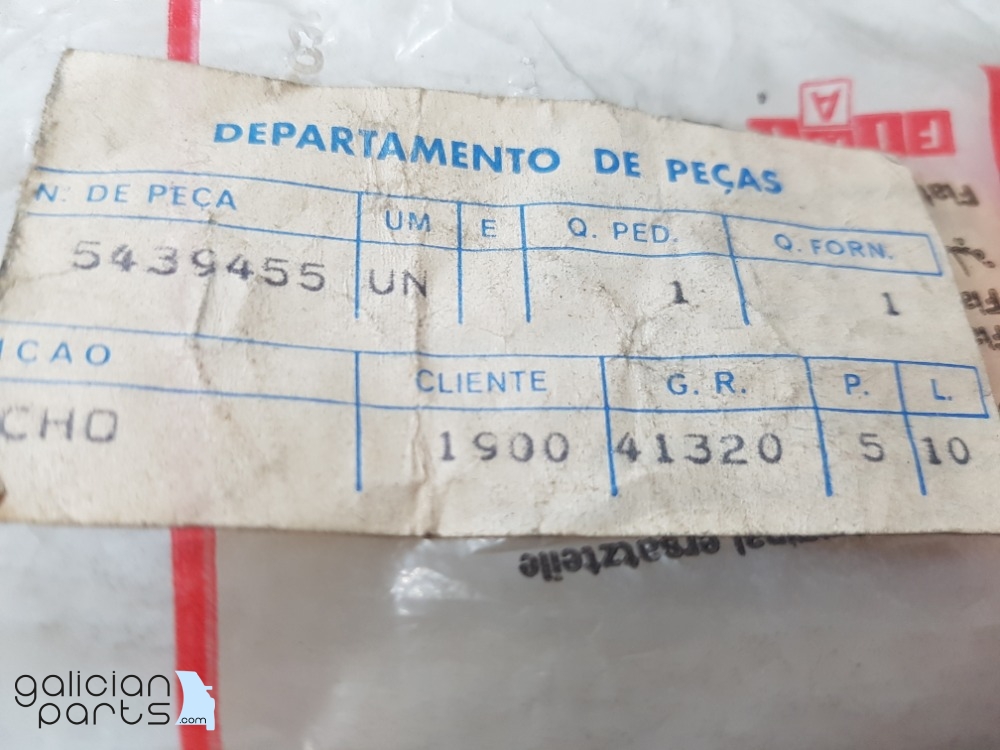 DEPARTAMENTO DE PEÇAS
N. DE PEÇA UM E Q. PED. Q. FORN.
5439455 UN 1 1
ICAO CLIENTE G. R. P. L.
CHO 1900 41320 5 10
ersatzteile
galician
parts.com